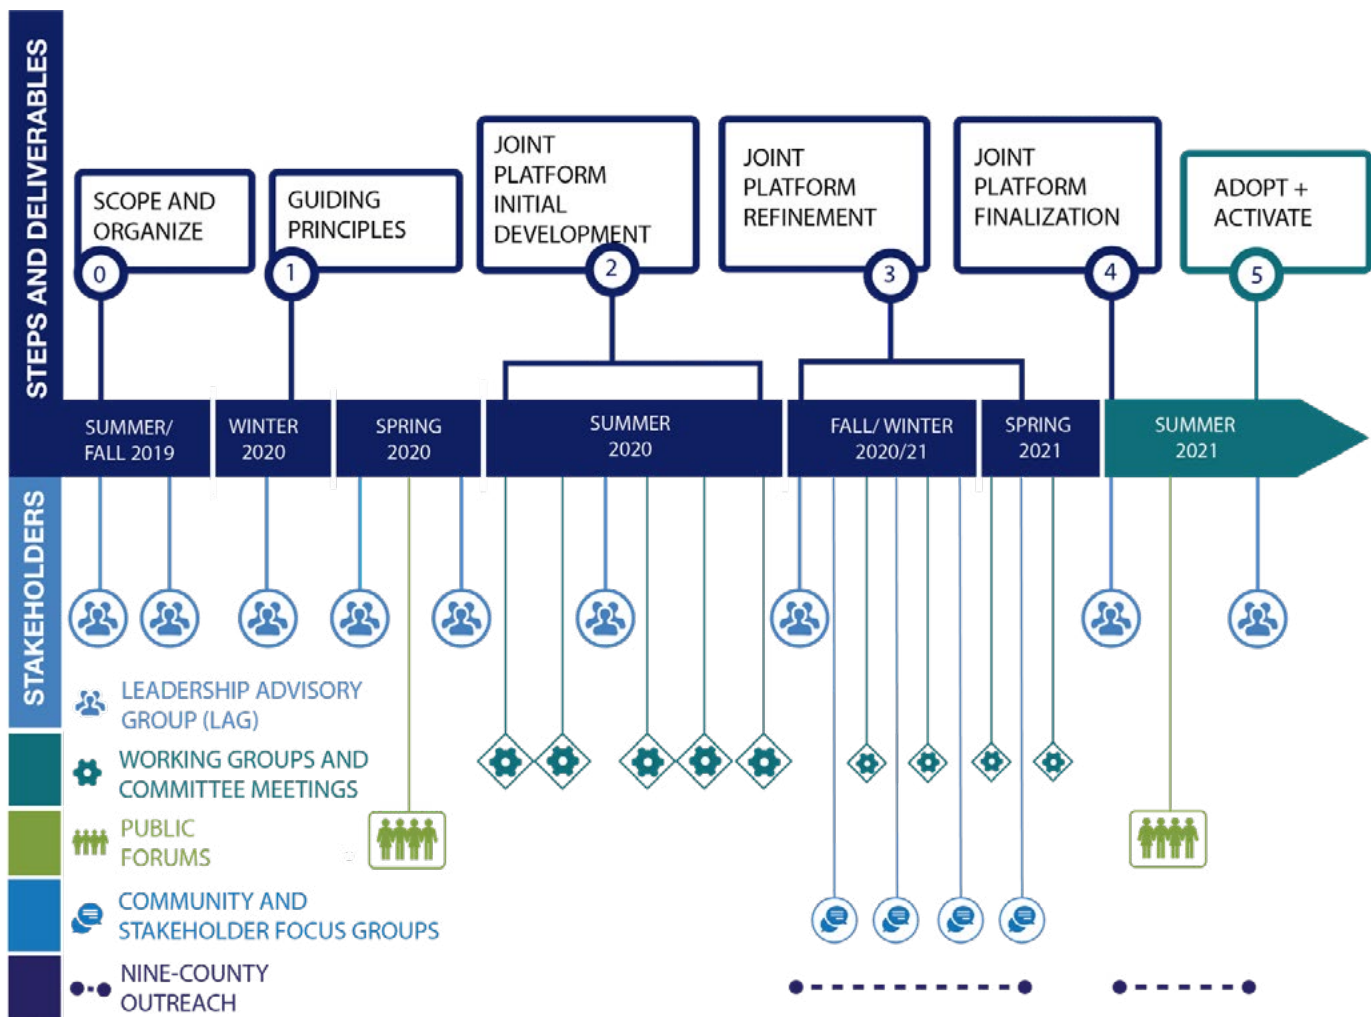 STEPS AND DELIVERABLES
SCOPE AND
ORGANIZE
0
GUIDING
PRINCIPLES
1
JOINT
PLATFORM
INITIAL
DEVELOPMENT
2
JOINT
PLATFORM
REFINEMENT
3
JOINT
PLATFORM
FINALIZATION
4
ADOPT +
ACTIVATE
5
SUMMER/
FALL 2019
WINTER
2020
SPRING
2020
SUMMER
2020
FALL/ WINTER
2020/21
SPRING
2021
SUMMER
2021
STAKEHOLDERS
LEADERSHIP ADVISORY
GROUP (LAG)
WORKING GROUPS AND
COMMITTEE MEETINGS
PUBLIC
FORUMS
COMMUNITY AND
STAKEHOLDER FOCUS GROUPS
NINE-COUNTY
OUTREACH